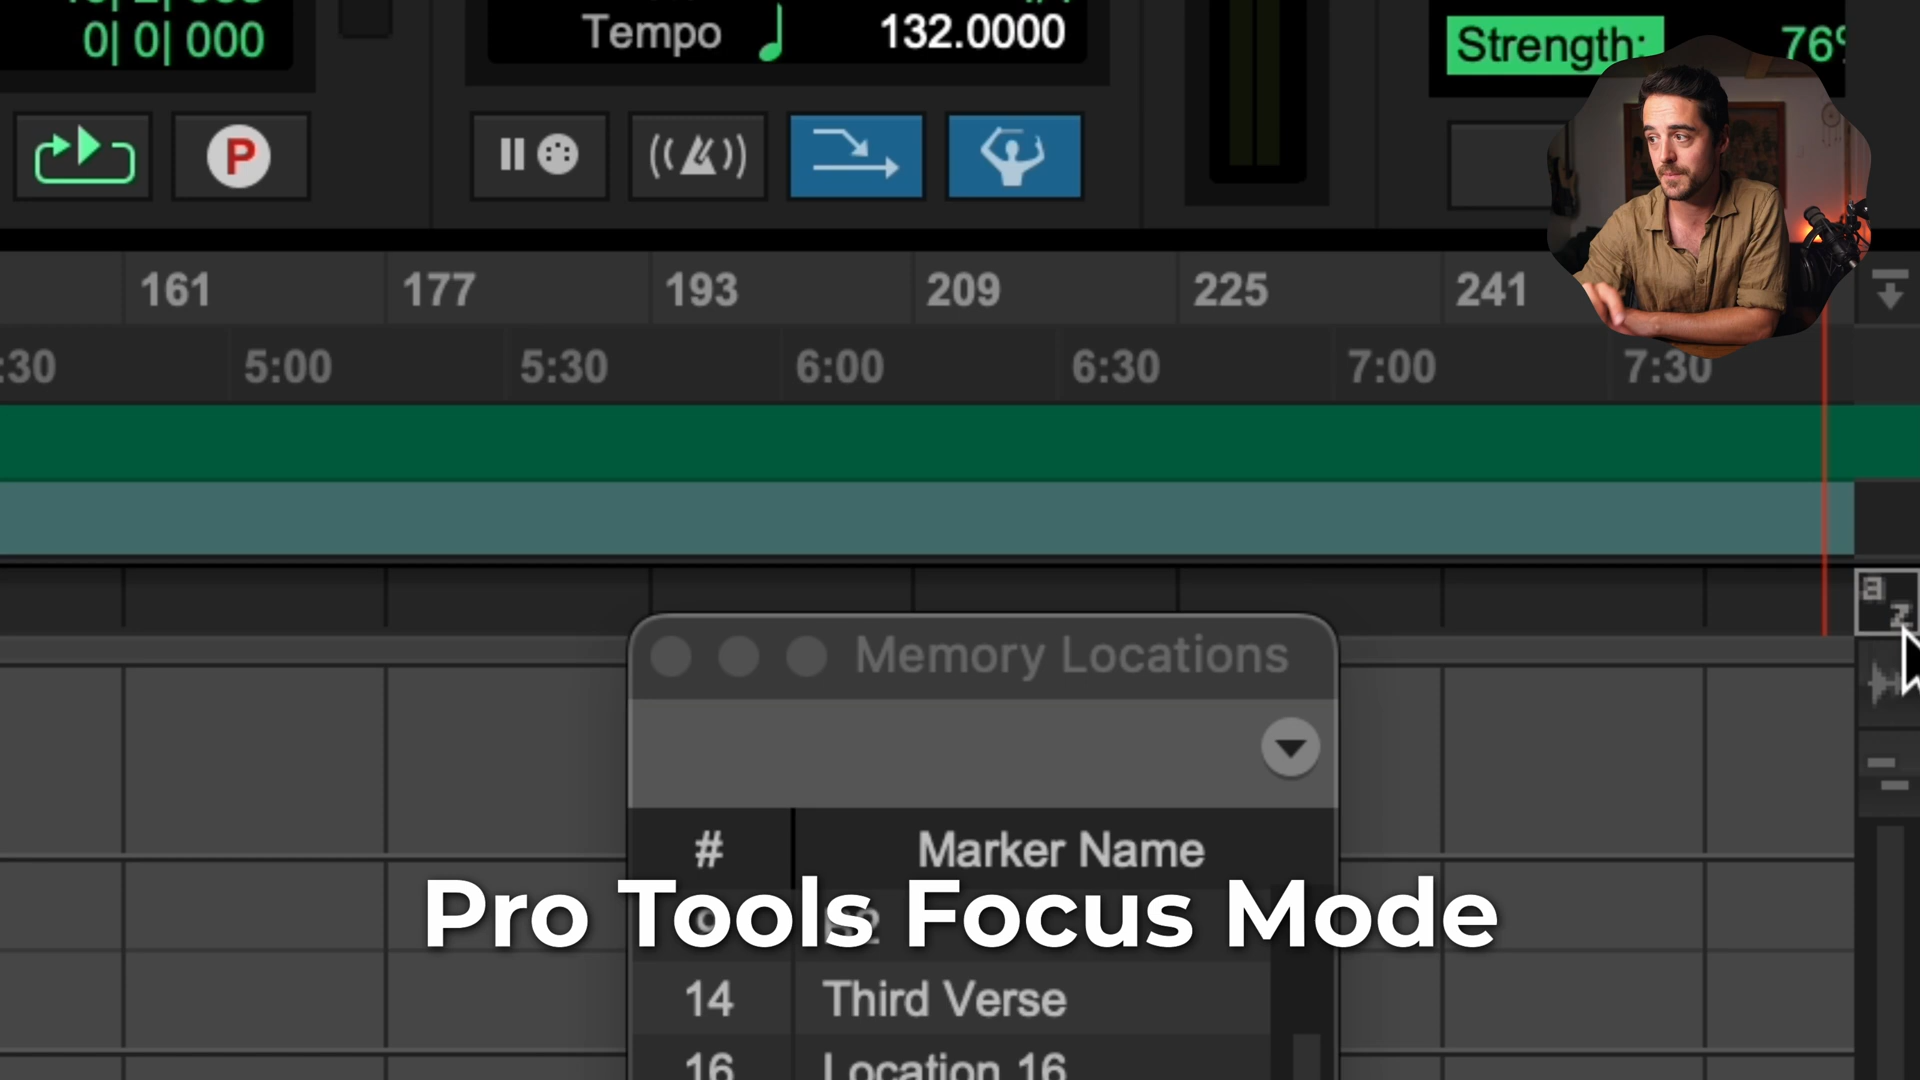 0| 0| 000
Tempo 132.0000
Strength: 76%
P
161 177 193 209 225 241
:30 5:00 5:30 6:00 6:30 7:00 7:30
a z
Memory Locations
# Marker Name
Pro Tools Focus Mode
14 Third Verse
16 Location 16